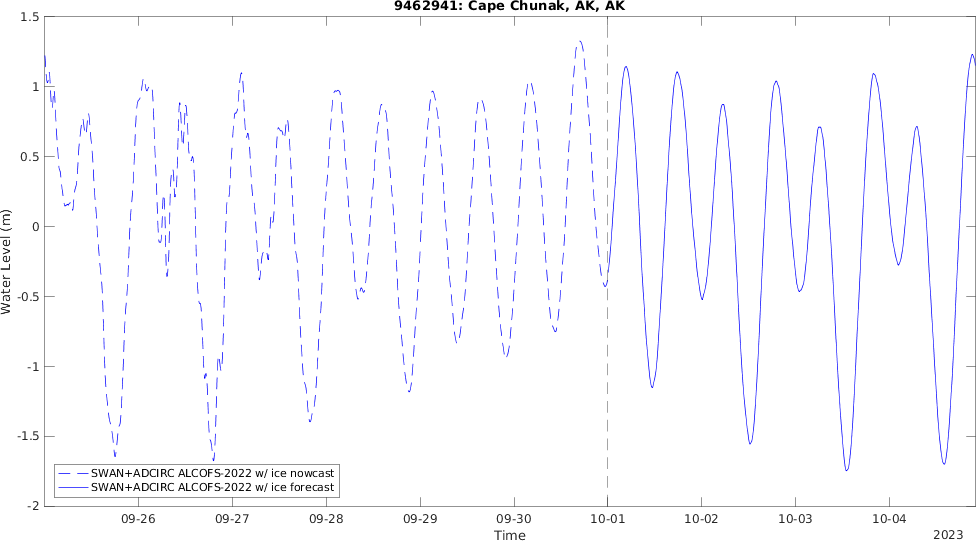 9462941: Cape Chunak, AK, AK
1.5
1
0.5
0
-0.5
-1
-1.5
-2
Water Level (m)
SWAN+ADCIRC ALCOFS-2022 w/ ice nowcast
SWAN+ADCIRC ALCOFS-2022 w/ ice forecast
09-26 09-27 09-28 09-29 09-30 10-01 10-02 10-03 10-04
Time
2023